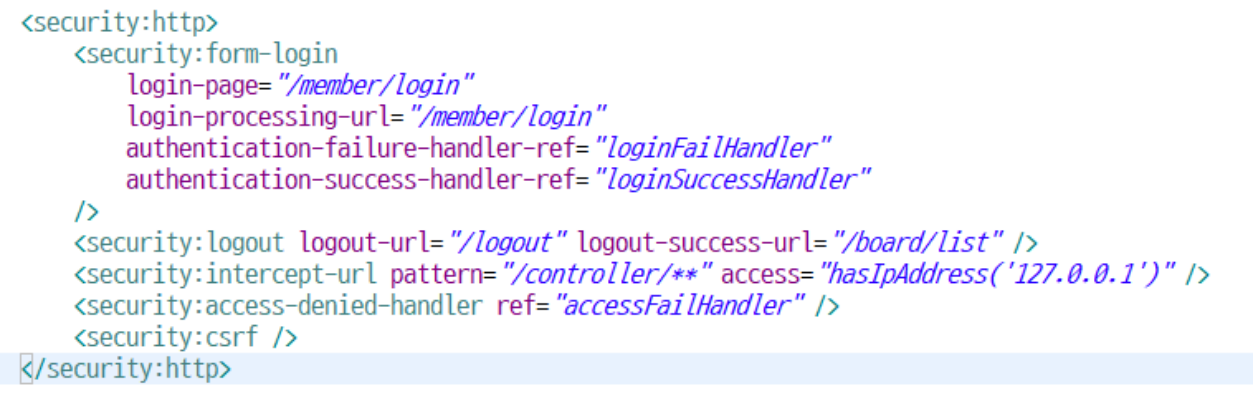 <security:http>
<security:form-login
login-page="/member/login"
login-processing-url="/member/login"
authentication-failure-handler-ref="loginFailHandler"
authentication-success-handler-ref="loginSuccessHandler"
/>
<security:logout logout-url="/logout" logout-success-url="/board/list" />
<security:intercept-url pattern="/controller/**" access="hasIpAddress('127.0.0.1')" />
<security:access-denied-handler ref="accessFailHandler" />
<security:csrf />
</security:http>